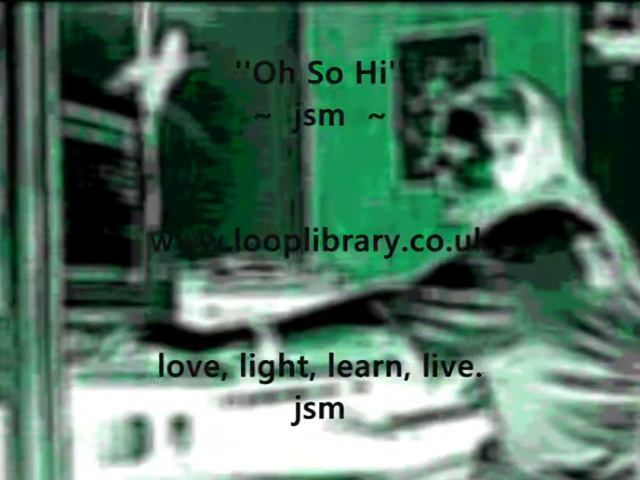 ''Oh So Hi'
~ jsm ~
www.looplibrary.co.uk
love, light, learn, live.
jsm